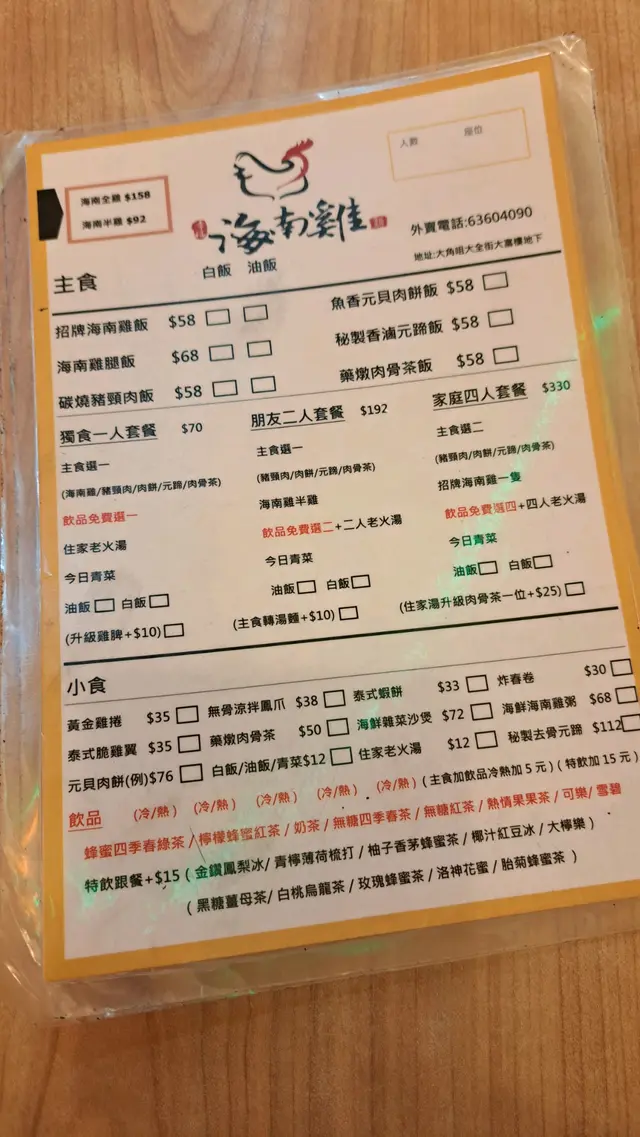 海南全雞 $158
海南半雞 $92
人數 座位
海南雞
外賣電話:63604090
地址:大角咀大全街大富樓地下
主食 白飯 油飯
招牌海南雞飯 $58
海南雞腿飯 $68
碳燒豬頸肉飯 $58
魚香元貝肉餅飯 $58
秘製香滷元蹄飯 $58
藥燉肉骨茶飯 $58
獨食一人套餐 $70
主食選一
(海南雞/豬頸肉/肉餅/元蹄/肉骨茶)
飲品免費選一
住家老火湯
今日青菜
油飯 白飯
(升級雞脾+$10)
朋友二人套餐 $192
主食選一
(豬頸肉/肉餅/元蹄/肉骨茶)
海南雞半雞
飲品免費選二+二人老火湯
今日青菜
油飯 白飯
(主食轉湯麵+$10)
家庭四人套餐 $330
主食選二
(豬頸肉/肉餅/元蹄/肉骨茶)
招牌海南雞一隻
飲品免費選四+四人老火湯
今日青菜
油飯 白飯
(住家湯升級肉骨茶一位+$25)
小食
黃金雞捲 $35 無骨涼拌鳳爪 $38 泰式蝦餅 $33 炸春卷 $30
泰式脆雞翼 $35 藥燉肉骨茶 $50 海鮮雜菜沙煲 $72 海鮮海南雞粥 $68
元貝肉餅(例)$76 白飯/油飯/青菜$12 住家老火湯 $12 秘製去骨元蹄 $112
飲品 (冷/熱) (冷/熱) (冷/熱) (冷/熱) (冷/熱) (主食加飲品冷熱加 5 元) (特飲加 15 元)
蜂蜜四季春綠茶 / 檸檬蜂蜜紅茶 / 奶茶 / 無糖四季春茶 / 無糖紅茶 / 熱情果果茶 / 可樂/ 雪碧
特飲跟餐+$15 ( 金鑽鳳梨冰/ 青檸薄荷梳打 / 柚子香茅蜂蜜茶 / 椰汁紅豆冰 / 大檸樂 )
( 黑糖薑母茶/ 白桃烏龍茶 / 玫瑰蜂蜜茶 / 洛神花蜜 / 胎菊蜂蜜茶 )